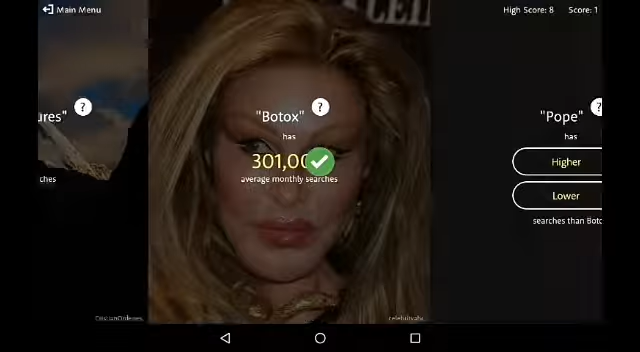 Main Menu
High Score: 8
Score: 1
ures"
?
ches
"Botox"
?
has
301,00
average monthly searches
"Pope"
?
has
Higher
Lower
searches than Boto